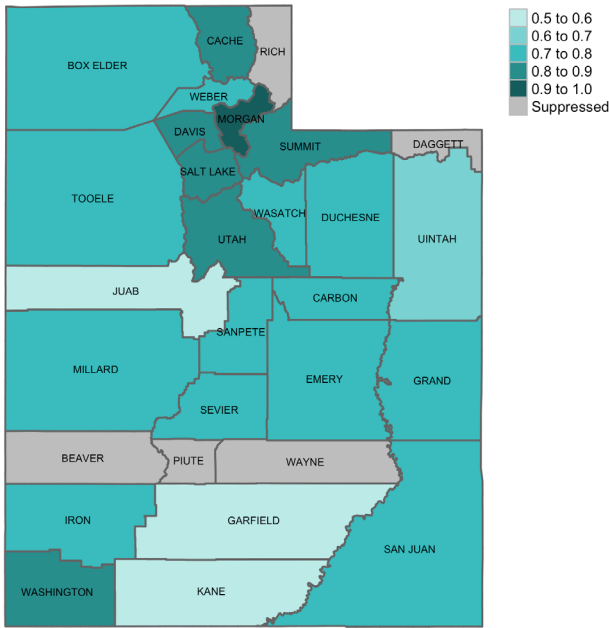 0.5 to 0.6
0.6 to 0.7
0.7 to 0.8
0.8 to 0.9
0.9 to 1.0
Suppressed
CACHE
RICH
BOX ELDER
WEBER
MORGAN
DAVIS
SUMMIT
DAGGETT
SALT LAKE
TOOELE
WASATCH
DUCHESNE
UTAH
UINTAH
JUAB
CARBON
SANPETE
MILLARD
EMERY
GRAND
SEVIER
BEAVER
PIUTE
WAYNE
IRON
GARFIELD
SAN JUAN
WASHINGTON
KANE